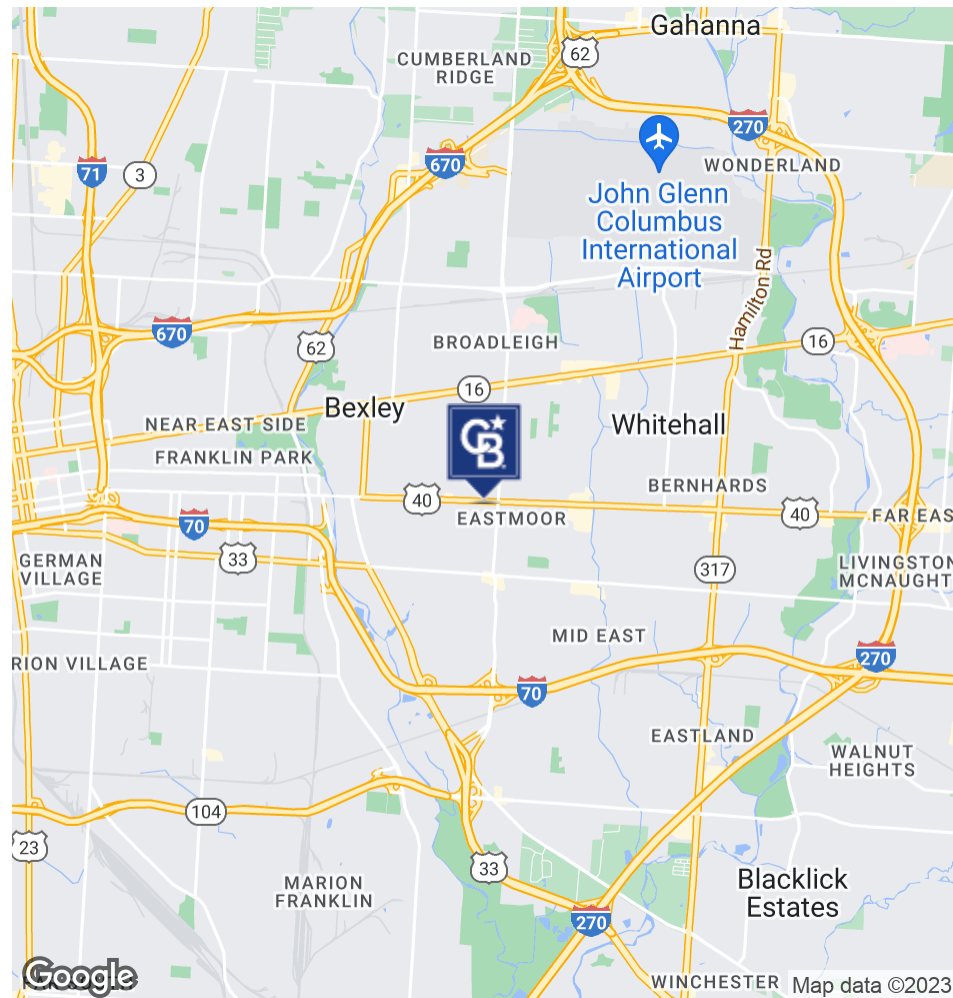 Gahanna
62
CUMBERLAND
RIDGE
270
71
3
670
WONDERLAND
John Glenn
Columbus
International
Airport
Hamilton Rd
670
62
BROADLEIGH
16
16
Bexley
CB
NEAR EAST SIDE
Whitehall
FRANKLIN PARK
BERNHARDS
40
40
EASTMOOR
FAR EAS
70
33
GERMAN
VILLAGE
317
LIVINGSTON
MCNAUGHT
MID EAST
RION VILLAGE
270
70
EASTLAND
WALNUT
HEIGHTS
104
23
33
MARION
FRANKLIN
Blacklick
Estates
270
Google
WINCHESTER
Map data ©2023